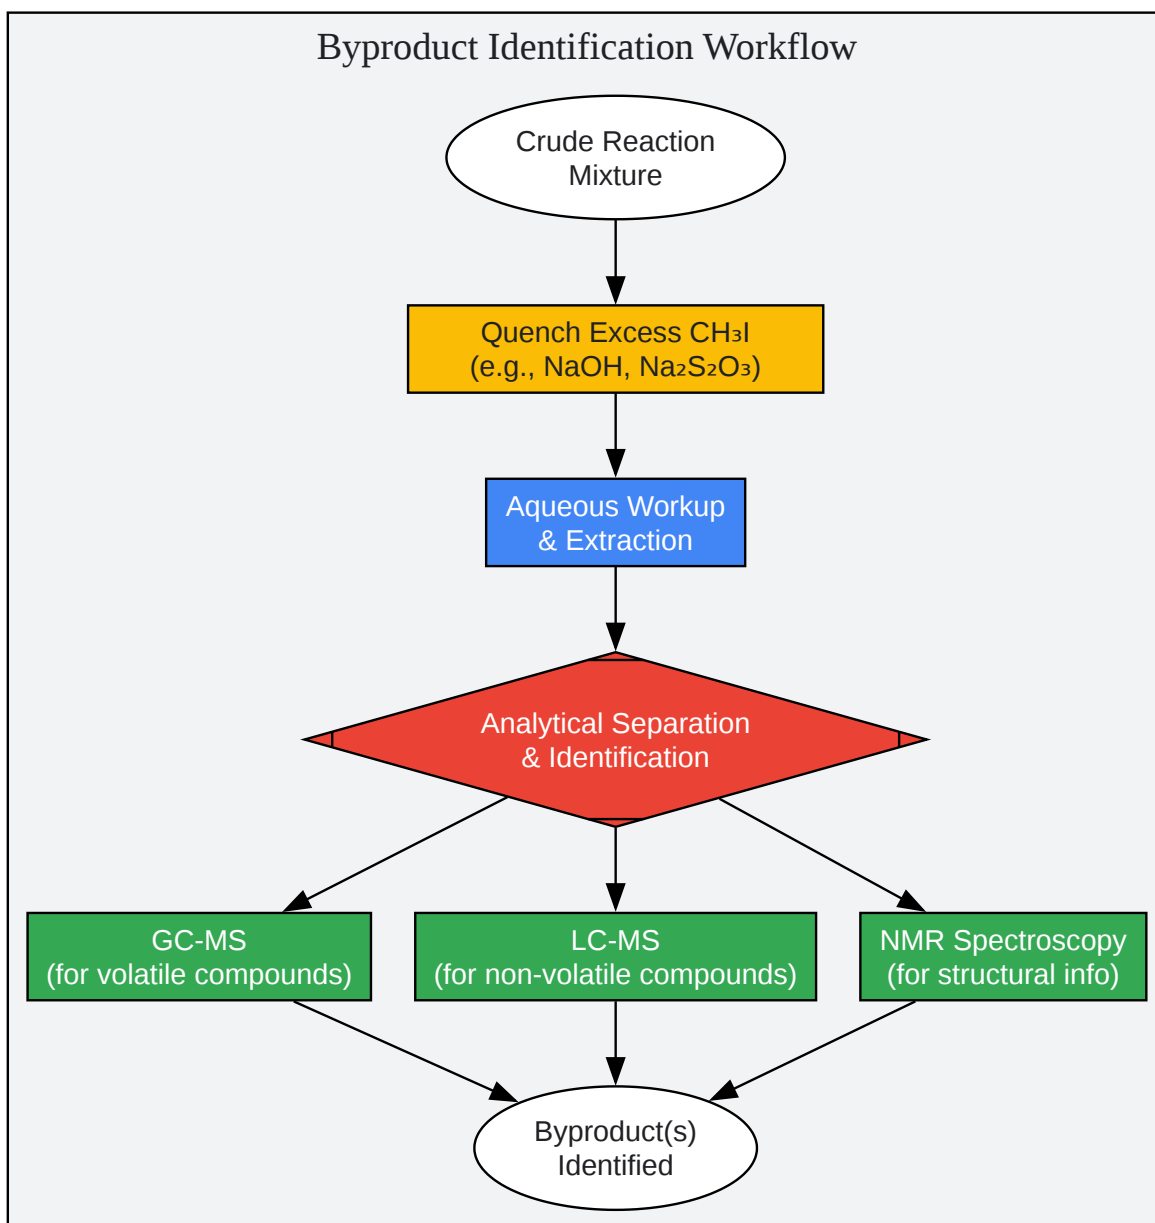 Byproduct Identification Workflow
Crude Reaction
Mixture
Quench Excess CH₃I
(e.g., NaOH, Na₂S₂O₃)
Aqueous Workup
& Extraction
Analytical Separation
& Identification
GC-MS
(for volatile compounds)
LC-MS
(for non-volatile compounds)
NMR Spectroscopy
(for structural info)
Byproduct(s)
Identified